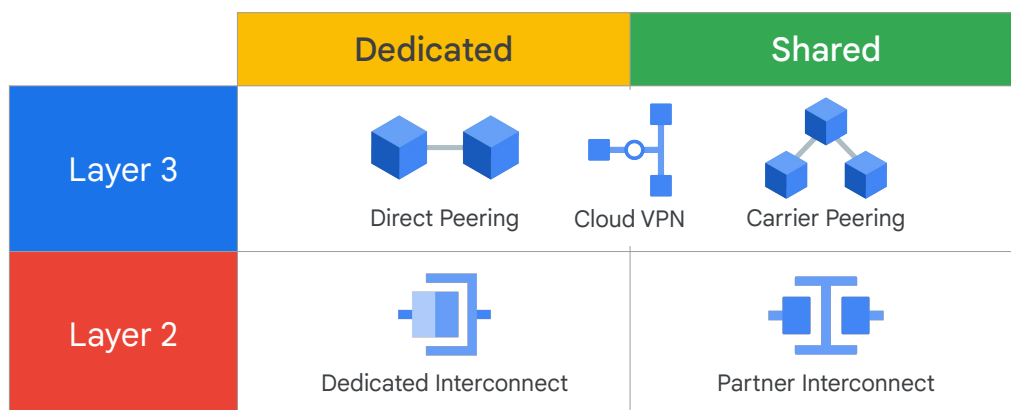 Dedicated
Shared
Layer 3
Direct Peering
Cloud VPN
Carrier Peering
Layer 2
Dedicated Interconnect
Partner Interconnect